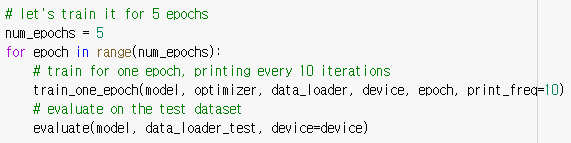 # let's train it for 5 epochs
num_epochs = 5
for epoch in range(num_epochs):
    # train for one epoch, printing every 10 iterations
    train_one_epoch(model, optimizer, data_loader, device, epoch, print_freq=10)
    # evaluate on the test dataset
    evaluate(model, data_loader_test, device=device)